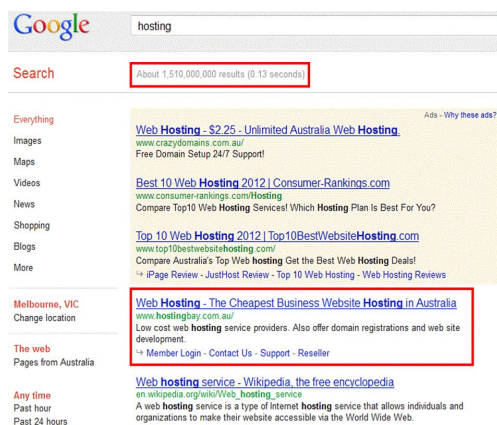 Google
hosting
Search
About 1,510,000,000 results (0.13 seconds)
Everything
Images
Maps
Videos
News
Shopping
Blogs
More
Melbourne, VIC
Change location
The web
Pages from Australia
Any time
Past hour
Past 24 hours
Ads - Why these ads?
Web Hosting - $2.25 - Unlimited Australia Web Hosting.
www.crazydomains.com.au/
Free Domain Setup 24/7 Support!
Best 10 Web Hosting 2012 | Consumer-Rankings.com
www.consumer-rankings.com/Hosting
Compare Top10 Web Hosting Services! Which Hosting Plan Is Best For You?
Top 10 Web Hosting 2012 | Top10BestWebsiteHosting.com
www.top10bestwebsitehosting.com/
Compare Australia's Top Web hosting Get the Best Web Hosting Deals!
↳ iPage Review - JustHost Review - Top 10 Web Hosting - Web Hosting Reviews
Web Hosting - The Cheapest Business Website Hosting in Australia
www.hostingbay.com.au/
Low cost web hosting service providers. Also offer domain registrations and web site
development.
↳ Member Login - Contact Us - Support - Reseller
Web hosting service - Wikipedia, the free encyclopedia
en.wikipedia.org/wiki/Web_hosting_service
A web hosting service is a type of Internet hosting service that allows individuals and
organizations to make their website accessible via the World Wide Web.